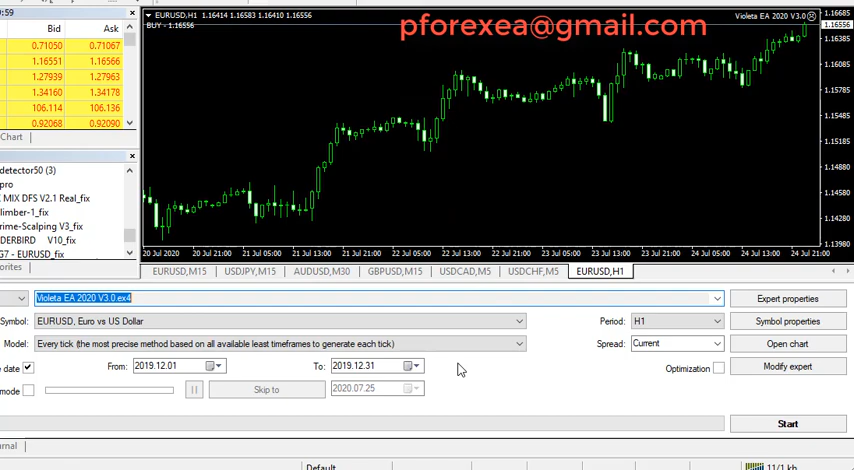 :59
Bid Ask
0.71050 0.71067
1.16551 1.16566
1.27939 1.27963
1.34160 1.34178
106.114 106.136
0.92068 0.92090
Chart
detector50 (3)
pro
MIX DFS V2.1 Real_fix
limber-1_fix
rime-Scalping V3_fix
DERBIRD V10_fix
G7 - EURUSD_fix
orites
EURUSD,H1 1.16414 1.16583 1.16410 1.16556
BUY - 1.16556
pforexea@gmail.com
Violeta EA 2020 V3.0
1.16685
1.16556
1.16385
1.16085
1.15785
1.15485
1.15180
1.14880
1.14580
1.14280
1.13980
20 Jul 2020 20 Jul 21:00 21 Jul 05:00 21 Jul 13:00 21 Jul 21:00 22 Jul 05:00 22 Jul 13:00 22 Jul 21:00 23 Jul 05:00 23 Jul 13:00 23 Jul 21:00 24 Jul 05:00 24 Jul 13:00 24 Jul 21:00
EURUSD,M15 USDJPY,M15 AUDUSD,M30 GBPUSD,M15 USDCAD,M5 USDCHF,M5 EURUSD,H1
Violeta EA 2020 V3.0.ex4 Expert properties
Symbol: EURUSD, Euro vs US Dollar Period: H1 Symbol properties
Model: Every tick (the most precise method based on all available least timeframes to generate each tick) Spread: Current Open chart
e date From: 2019.12.01 To: 2019.12.31 Optimization Modify expert
mode Skip to 2020.07.25
Start
rnal
Default 11/1 kb